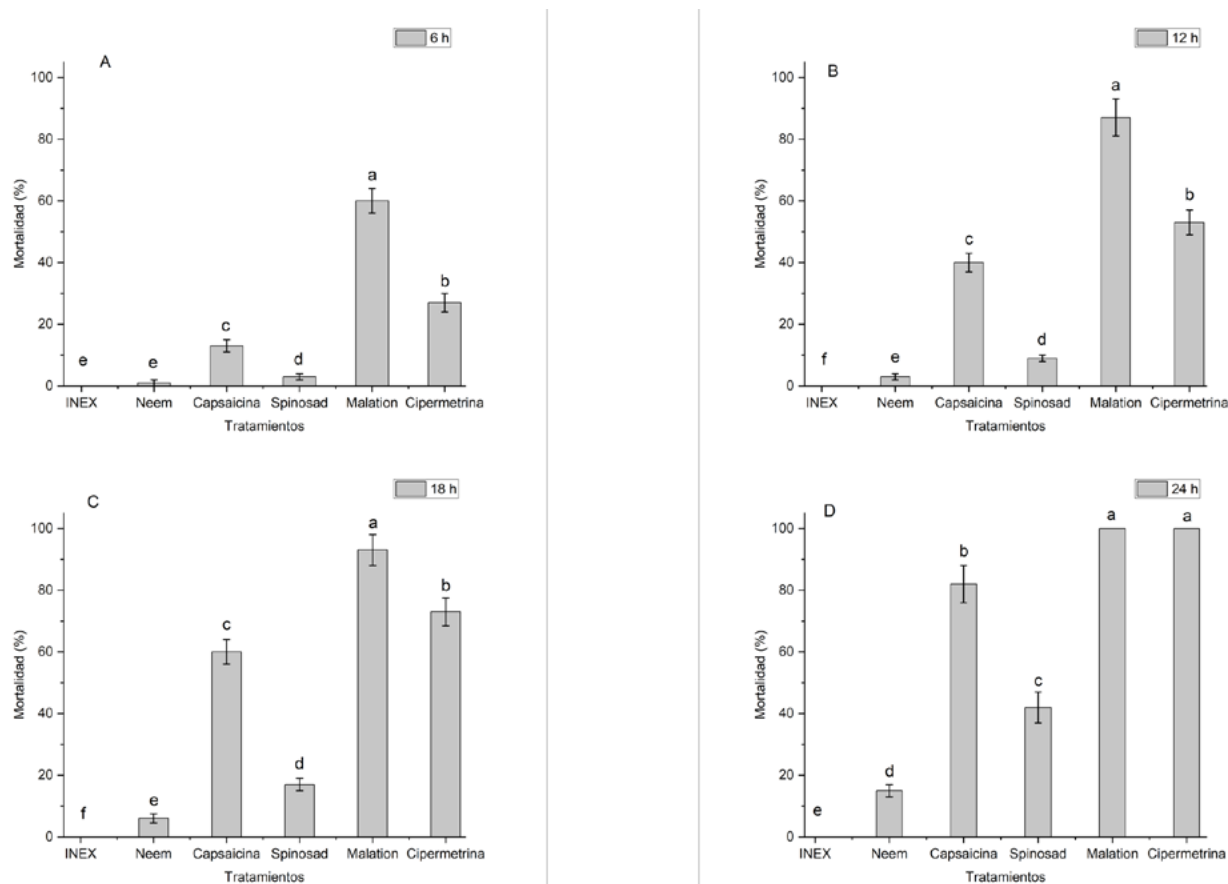 6 h
A
100
80
60
40
20
0
Mortalidad (%)
e
e
c
d
a
b
INEX Neem Capsaicina Spinosad Malation Cipermetrina
Tratamientos
12 h
B
100
80
60
40
20
0
Mortalidad (%)
f
e
c
d
a
b
INEX Neem Capsaicina Spinosad Malation Cipermetrina
Tratamientos
18 h
C
100
80
60
40
20
0
Mortalidad (%)
f
e
c
d
a
b
INEX Neem Capsaicina Spinosad Malation Cipermetrina
Tratamientos
24 h
D
100
80
60
40
20
0
Mortalidad (%)
e
d
b
c
a
a
INEX Neem Capsaicina Spinosad Malation Cipermetrina
Tratamientos